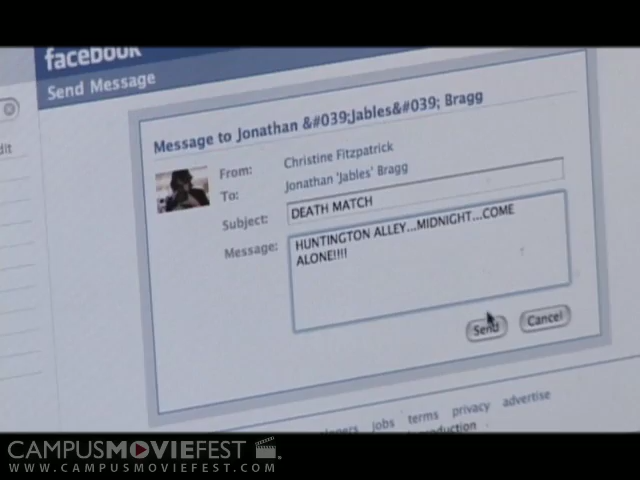 facebook
Send Message
dit
Message to Jonathan &#039;Jables&#039; Bragg
From: Christine Fitzpatrick
To: Jonathan 'Jables' Bragg
Subject: DEATH MATCH
Message: HUNTINGTON ALLEY...MIDNIGHT...COME
ALONE!!!!
Send Cancel
jobs terms privacy advertise
CAMPUSMOVIEFEST
WWW.CAMPUSMOVIEFEST.COM